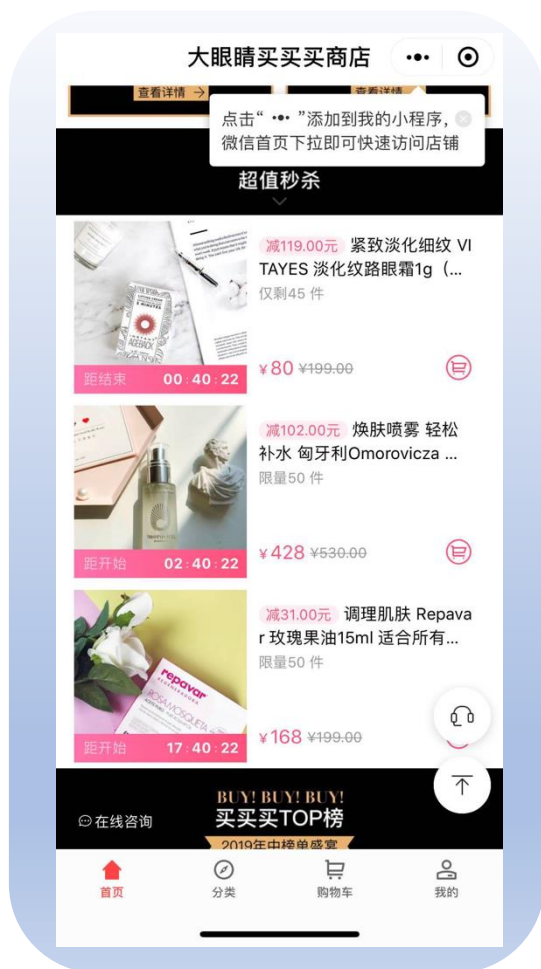 大眼睛买买买商店
查看详情 →
查看详情
点击“ ”添加到我的小程序，
微信首页下拉即可快速访问店铺
超值秒杀
减119.00元 紧致淡化细纹 VI
TAYES 淡化纹路眼霜1g（...
仅剩45 件
距结束 00:40:22
¥80 ¥199.00
减102.00元 焕肤喷雾 轻松
补水 匈牙利Omorovicza ...
限量50 件
距开始 02:40:22
¥428 ¥530.00
减31.00元 调理肌肤 Repava
r 玫瑰果油15ml 适合所有...
限量50 件
repavar
ROSA MOSQUETA
距开始 17:40:22
¥168 ¥199.00
BUY! BUY! BUY!
在线咨询
买买买TOP榜
2019年中榜单盛宴
首页
分类
购物车
我的